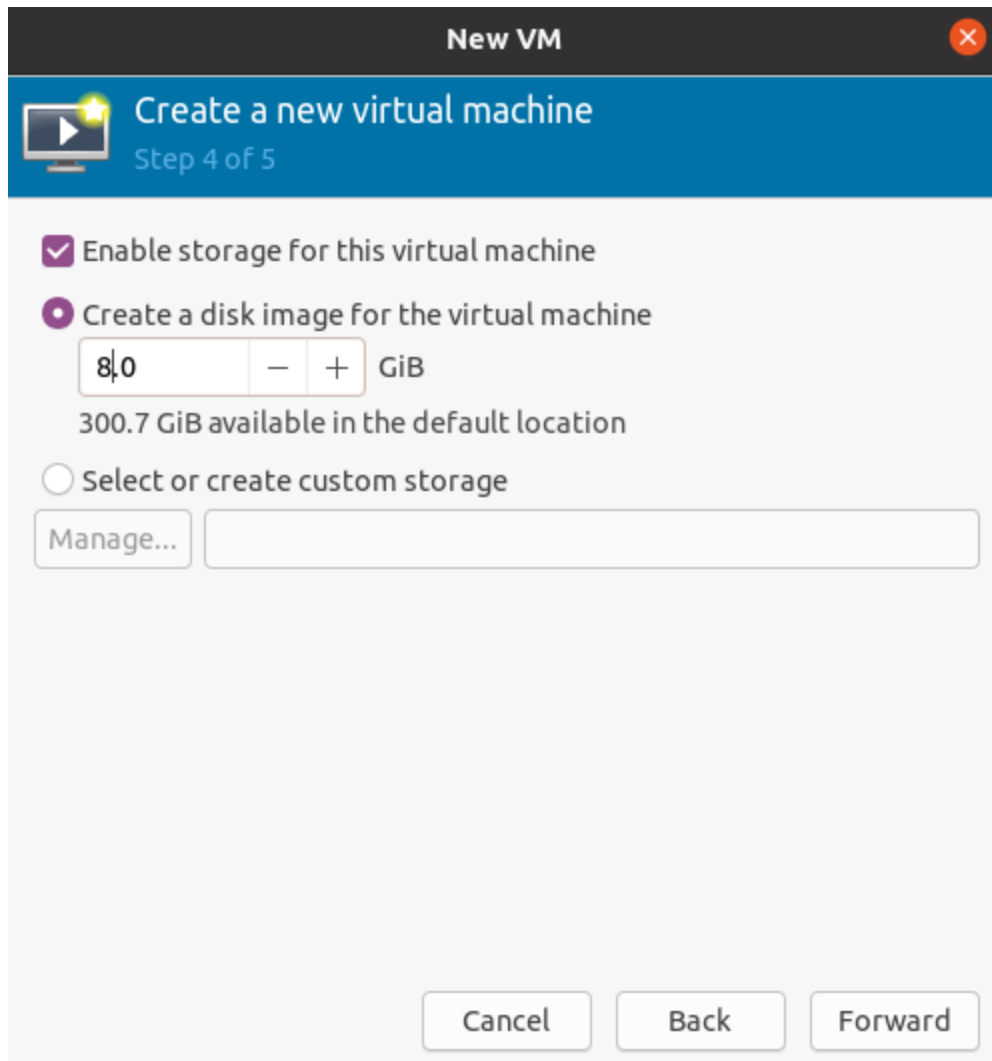 New VM
Create a new virtual machine
Step 4 of 5
Enable storage for this virtual machine
Create a disk image for the virtual machine
8.0 − + GiB
300.7 GiB available in the default location
Select or create custom storage
Manage...
Cancel Back Forward